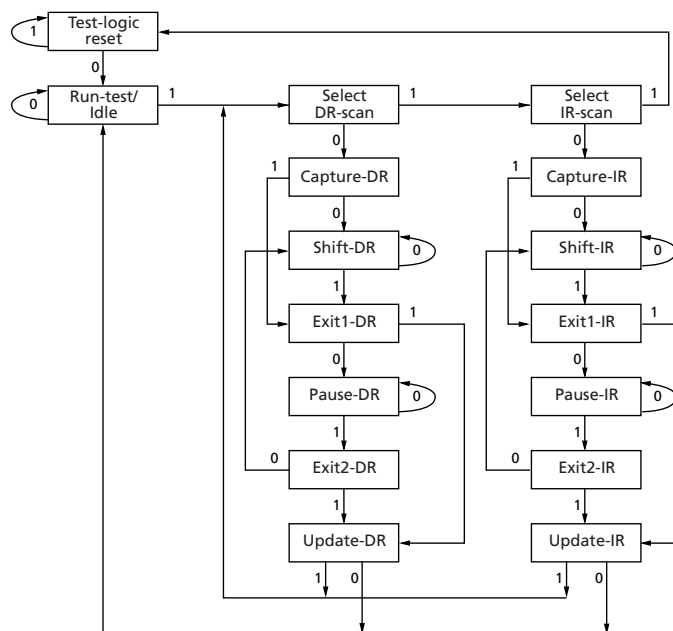 Test-logic
reset
1
0
Run-test/
Idle
0
1
Select
DR-scan
1
Select
IR-scan
1
0
0
1
Capture-DR
1
Capture-IR
0
0
Shift-DR
0
Shift-IR
0
1
1
Exit1-DR
1
Exit1-IR
1
0
0
Pause-DR
0
Pause-IR
0
1
1
0
Exit2-DR
0
Exit2-IR
1
1
Update-DR
Update-IR
1
0
1
0